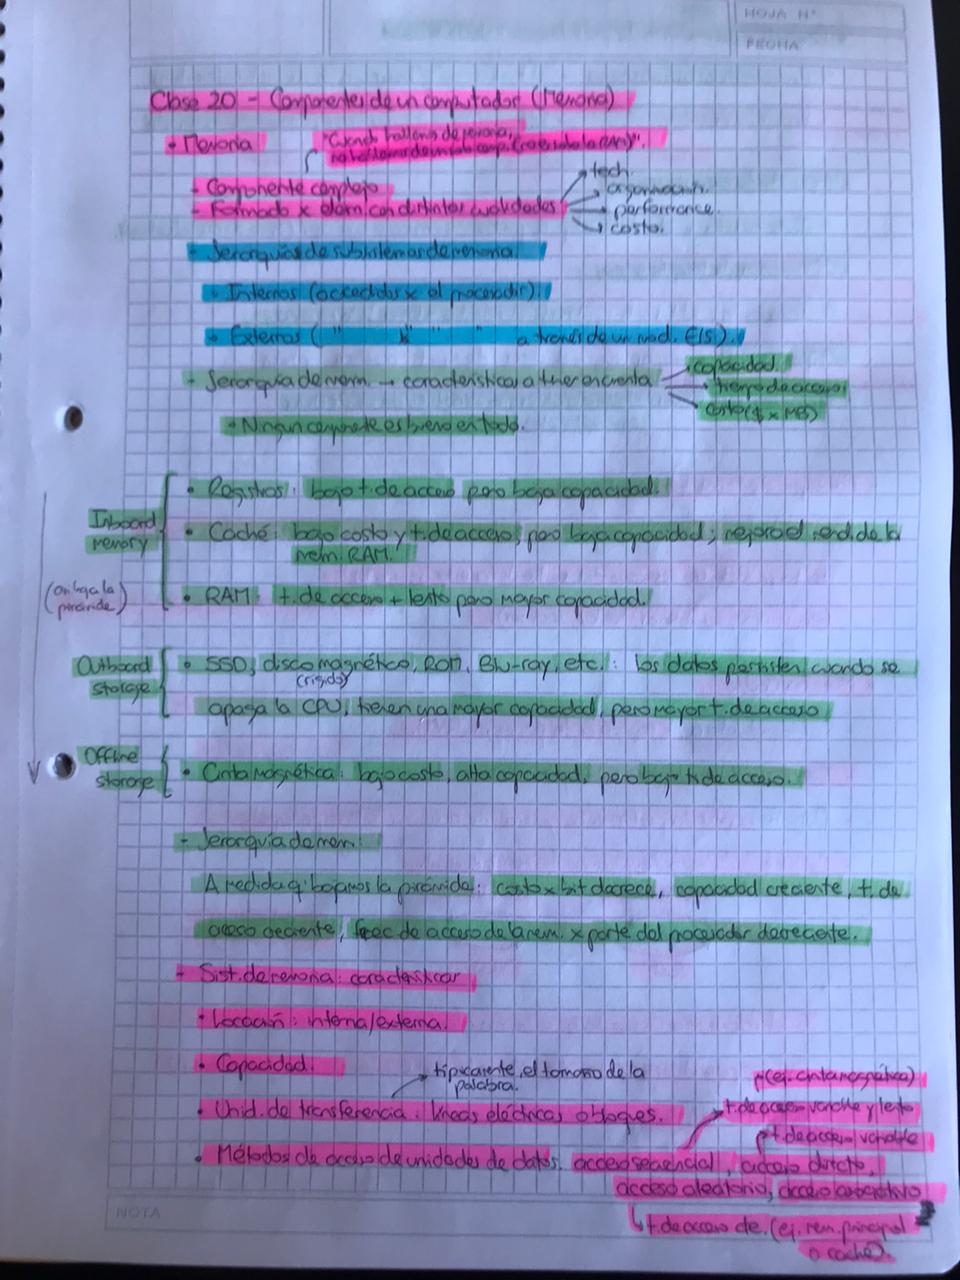 HOJA N°
FECHA
Clase 20 - Componentes de un computador (Memoria)
• Memoria
"Cuando hablamos de memoria,
no hablamos de un solo comp. (no es solo la RAM)".
- Componente complejo
- Formado x elem. con distintas cualidades
tech.
organización.
performance.
costo.
- Jerarquías de subsistemas de memoria
• Internos (accedidos x el procesador).
• Externos ( " " " a través de un mod. E/S).
- Jerarquía de mem. → características a tener en cuenta
capacidad.
tiempo de acceso.
costo ($ x MB)
• Ningun componente es bueno en todo.
Inboard
memory
• Registros: bajo t. de acceso pero baja capacidad.
• Caché: bajo costo y t. de acceso, pero baja capacidad; mejora el rend. de la
mem. RAM.
• RAM: t. de acceso + lento pero mayor capacidad.
(abajo la
pirámide)
Outboard
storage
• SSD, disco magnético, ROM, Blu-ray, etc.: los datos persisten cuando se
(rígido)
apaga la CPU, tienen una mayor capacidad, pero mayor t. de acceso
Offline
storage
• Cinta magnética: bajo costo, alta capacidad, pero bajo t. de acceso.
- Jerarquía de mem:
A medida q' bajamos la pirámide: costo x bit decrece, capacidad creciente, t. de
acceso creciente, frec de acceso de la mem. x parte del procesador decreciente.
- Sist. de memoria: características
• Locación: interna/externa.
• Capacidad.
típicamente, el tamaño de la
palabra.
• Unid. de transferencia: líneas eléctricas o bloques.
(ej. cinta magnética)
t. de acceso variable y lento
t. de acceso variable
• Métodos de acceso de unidades de datos: acceso secuencial, acceso directo,
acceso aleatorio, acceso asociativo
t. de acceso cte. (ej. mem. principal
o caché).
NOTA